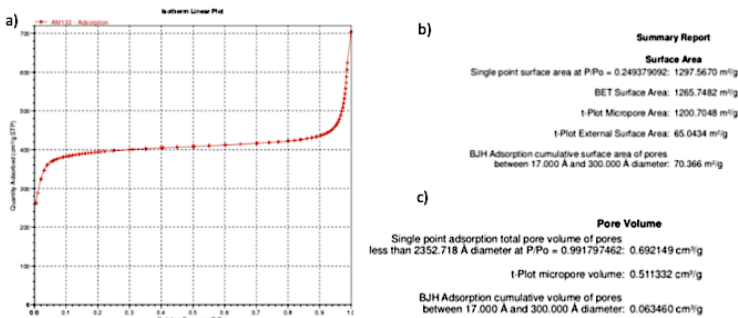 a)
Isotherm Linear Plot
AM133 - Adsorption
Quantity Adsorbed (cm³/g STP)
700
600
500
400
300
200
100
0
0.0 0.1 0.2 0.3 0.4 0.5 0.6 0.7 0.8 0.9 1.
b)
Summary Report
Surface Area
Single point surface area at P/Po = 0.249379092: 1297.5670 m²/g
BET Surface Area: 1265.7482 m²/g
t-Plot Micropore Area: 1200.7048 m²/g
t-Plot External Surface Area: 65.0434 m²/g
BJH Adsorption cumulative surface area of pores
between 17.000 Å and 300.000 Å diameter: 70.366 m²/g
c)
Pore Volume
Single point adsorption total pore volume of pores
less than 2352.718 Å diameter at P/Po = 0.991797462: 0.692149 cm³/g
t-Plot micropore volume: 0.511332 cm³/g
BJH Adsorption cumulative volume of pores
between 17.000 Å and 300.000 Å diameter: 0.063460 cm³/g